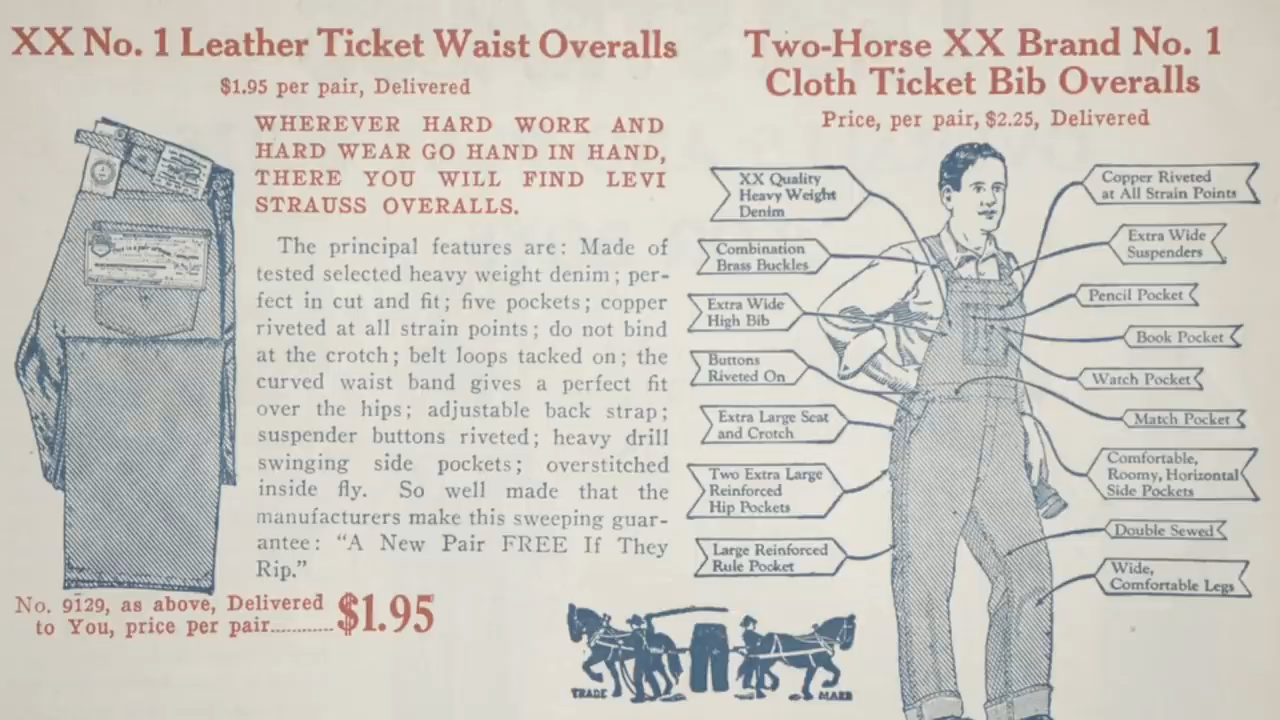 XX No. 1 Leather Ticket Waist Overalls
$1.95 per pair, Delivered
WHEREVER HARD WORK AND
HARD WEAR GO HAND IN HAND,
THERE YOU WILL FIND LEVI
STRAUSS OVERALLS.
The principal features are: Made of
tested selected heavy weight denim; per-
fect in cut and fit; five pockets; copper
riveted at all strain points; do not bind
at the crotch; belt loops tacked on; the
curved waist band gives a perfect fit
over the hips; adjustable back strap;
suspender buttons riveted; heavy drill
swinging side pockets; overstitched
inside fly. So well made that the
manufacturers make this sweeping guar-
antee: "A New Pair FREE If They
Rip."
No. 9129, as above, Delivered
to You, price per pair............$1.95
Two-Horse XX Brand No. 1
Cloth Ticket Bib Overalls
Price, per pair, $2.25, Delivered
XX Quality
Heavy Weight
Denim
Combination
Brass Buckles
Extra Wide
High Bib
Buttons
Riveted On
Extra Large Seat
and Crotch
Two Extra Large
Reinforced
Hip Pockets
Large Reinforced
Rule Pocket
Copper Riveted
at All Strain Points
Extra Wide
Suspenders
Pencil Pocket
Book Pocket
Watch Pocket
Match Pocket
Comfortable,
Roomy, Horizontal
Side Pockets
Double Sewed
Wide,
Comfortable Legs
TRADE MARK